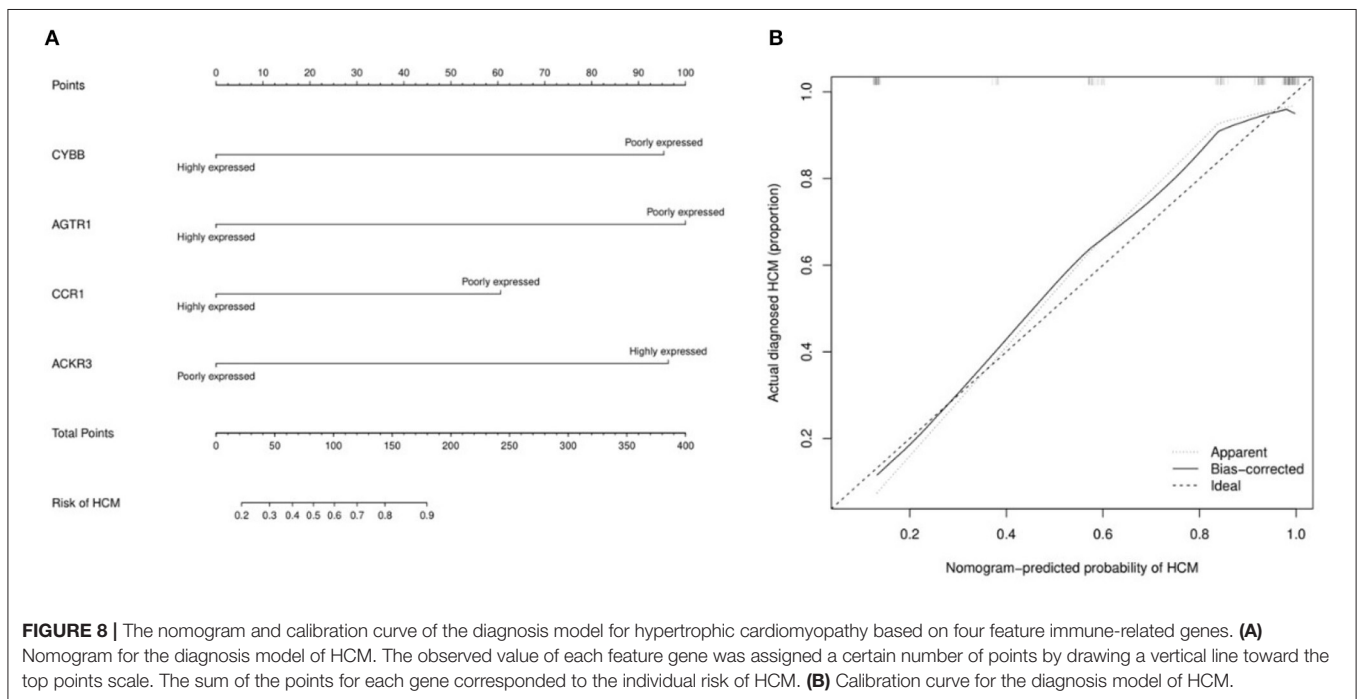 A
Points
0 10 20 30 40 50 60 70 80 90 100
Poorly expressed
CYBB
Highly expressed
Poorly expressed
AGTR1
Highly expressed
Poorly expressed
CCR1
Highly expressed
Highly expressed
ACKR3
Poorly expressed
Total Points
0 50 100 150 200 250 300 350 400
Risk of HCM
0.2 0.3 0.4 0.5 0.6 0.7 0.8 0.9
B
Actual diagnosed HCM (proportion)
1.0
0.8
0.6
0.4
0.2
Apparent
Bias-corrected
Ideal
0.2 0.4 0.6 0.8 1.0
Nomogram-predicted probability of HCM
FIGURE 8 | The nomogram and calibration curve of the diagnosis model for hypertrophic cardiomyopathy based on four feature immune-related genes. (A)
Nomogram for the diagnosis model of HCM. The observed value of each feature gene was assigned a certain number of points by drawing a vertical line toward the
top points scale. The sum of the points for each gene corresponded to the individual risk of HCM. (B) Calibration curve for the diagnosis model of HCM.